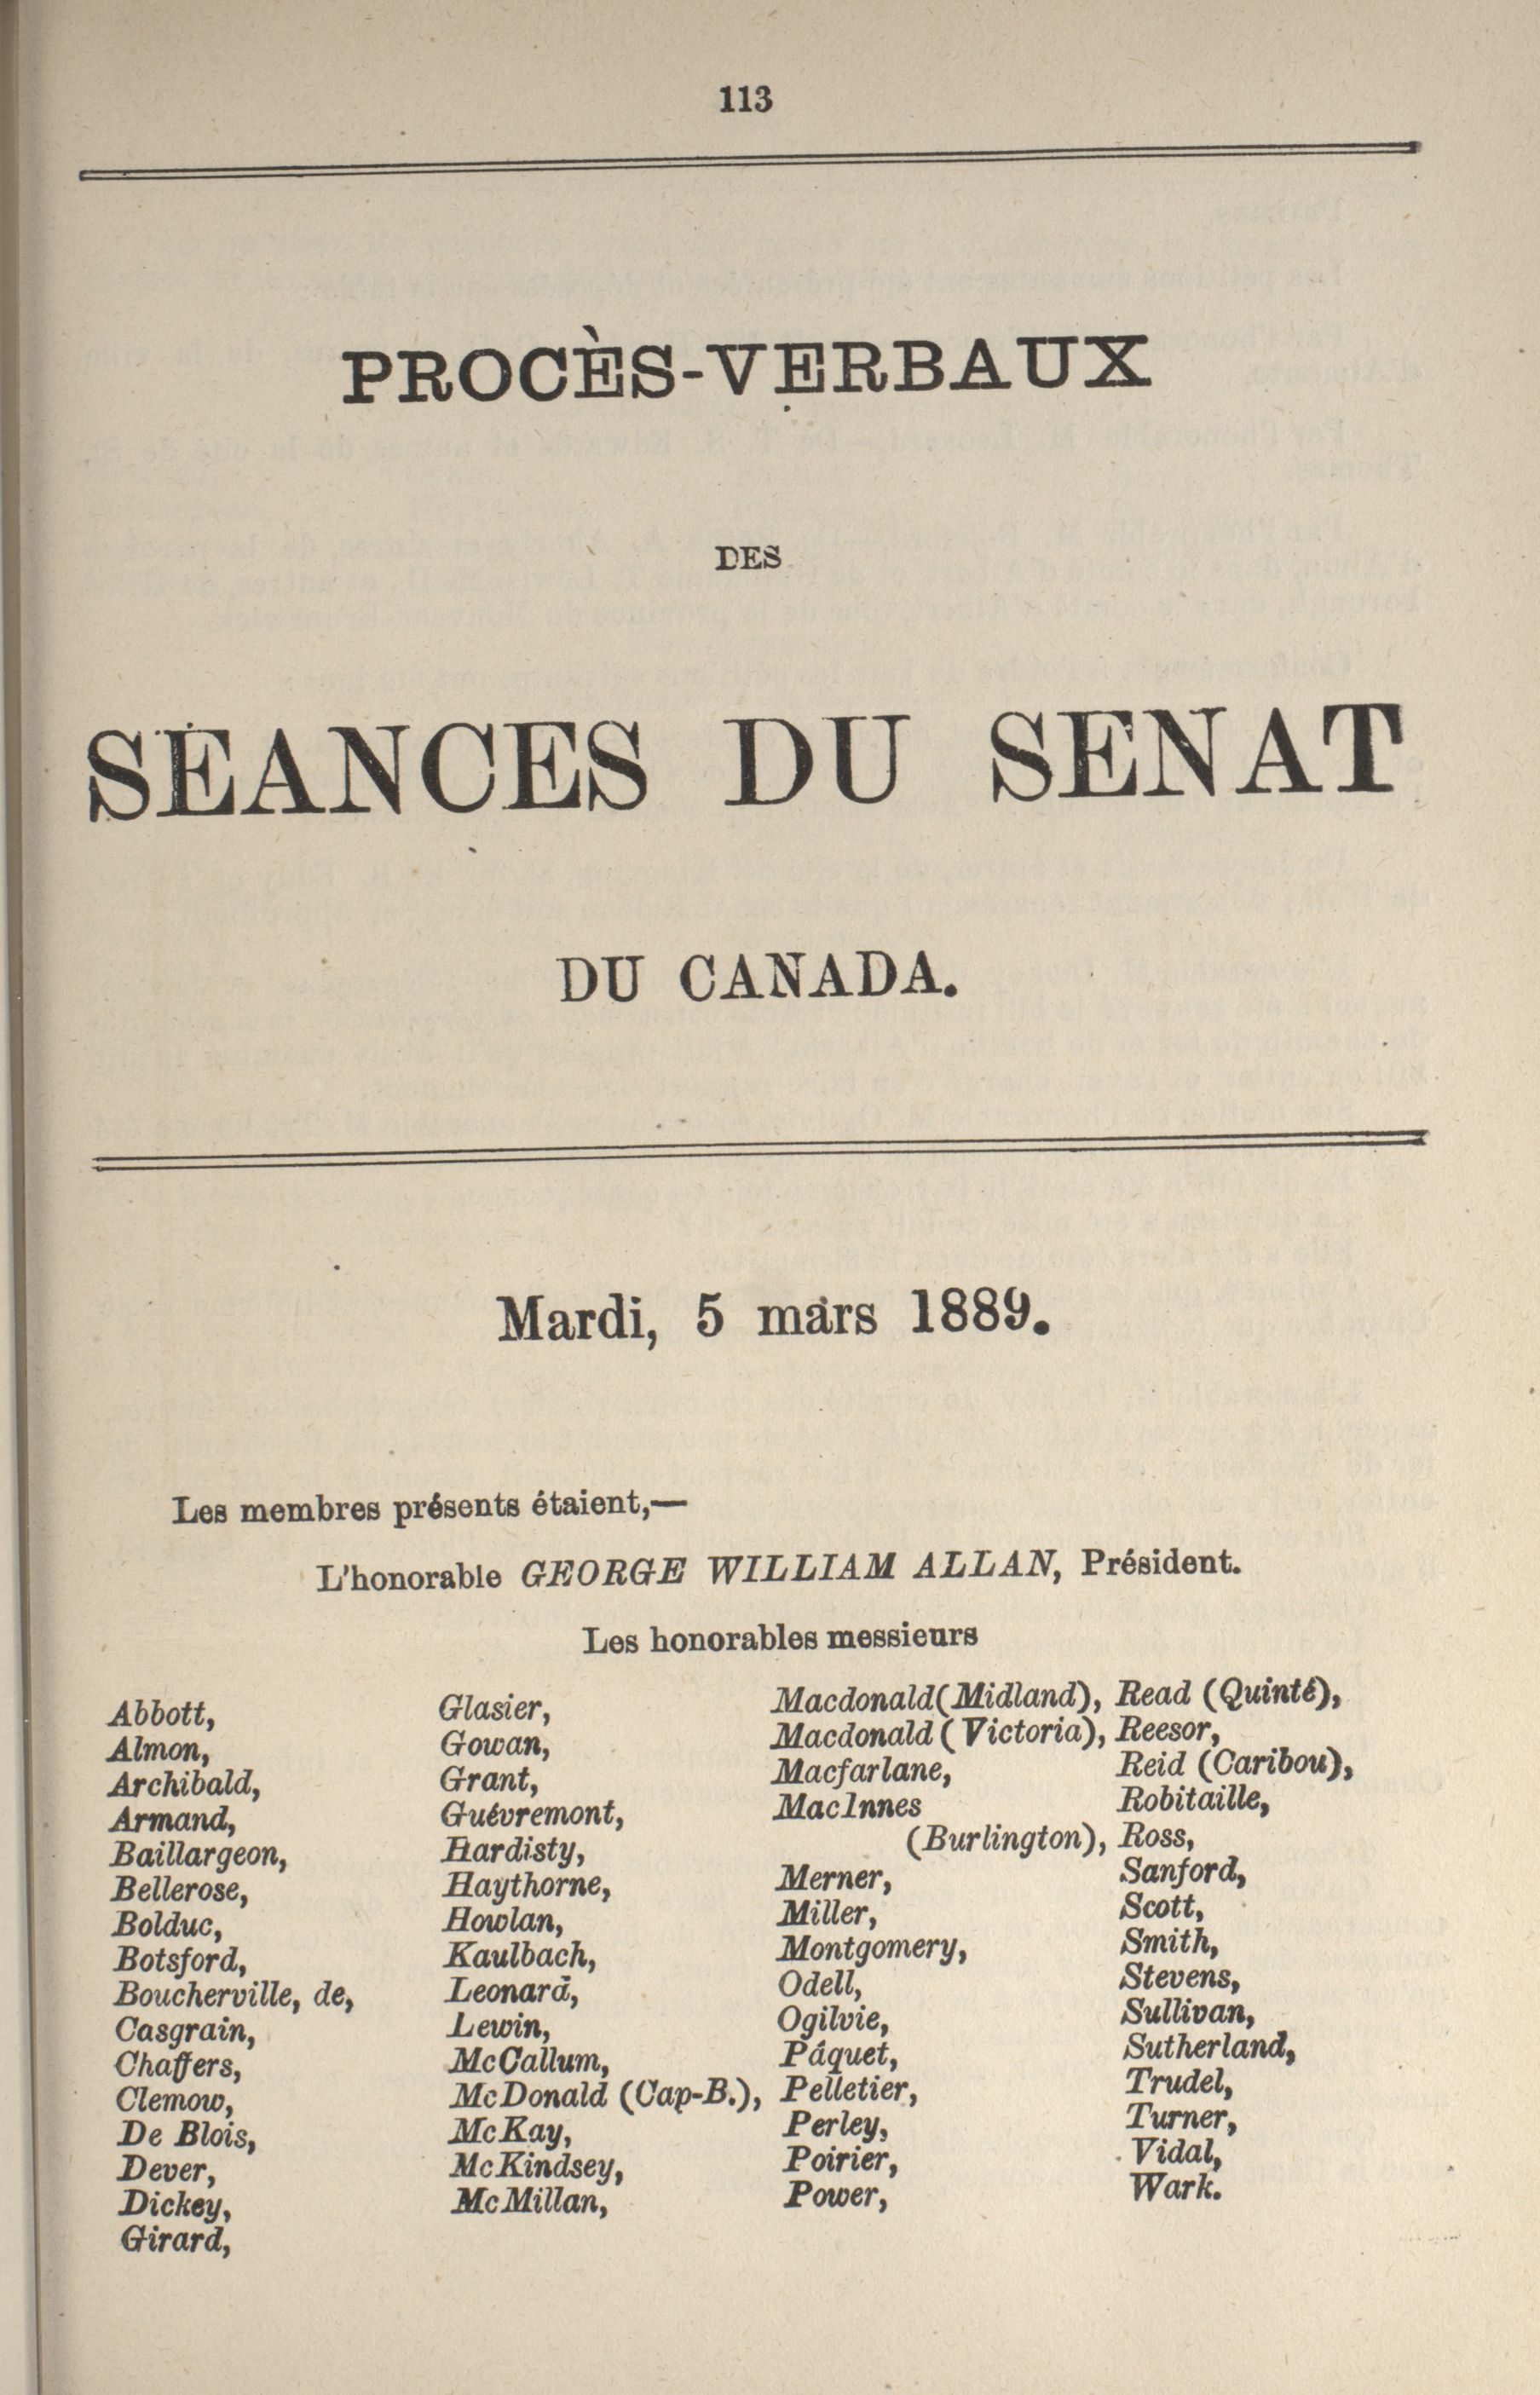 113
PROCÈS-VERBAUX
DES
SÉANCES DU SENAT
DU CANADA.
Mardi, 5 mars 1889.
Les membres présents étaient,—
L'honorable GEORGE WILLIAM ALLAN, Président.
Les honorables messieurs
Abbott,
Almon,
Archibald,
Armand,
Baillargeon,
Bellerose,
Bolduc,
Botsford,
Boucherville, de,
Casgrain,
Chaffers,
Clemow,
De Blois,
Dever,
Dickey,
Girard,
Glasier,
Gowan,
Grant,
Guévremont,
Hardisty,
Haythorne,
Howlan,
Kaulbach,
Leonard,
Lewin,
McCallum,
McDonald (Cap-B.),
McKay,
McKindsey,
McMillan,
Macdonald(Midland),
Macdonald (Victoria),
Macfarlane,
MacInnes
(Burlington),
Merner,
Miller,
Montgomery,
Odell,
Ogilvie,
Pâquet,
Pelletier,
Perley,
Poirier,
Power,
Read (Quinté),
Reesor,
Reid (Caribou),
Robitaille,
Ross,
Sanford,
Scott,
Smith,
Stevens,
Sullivan,
Sutherland,
Trudel,
Turner,
Vidal,
Wark.